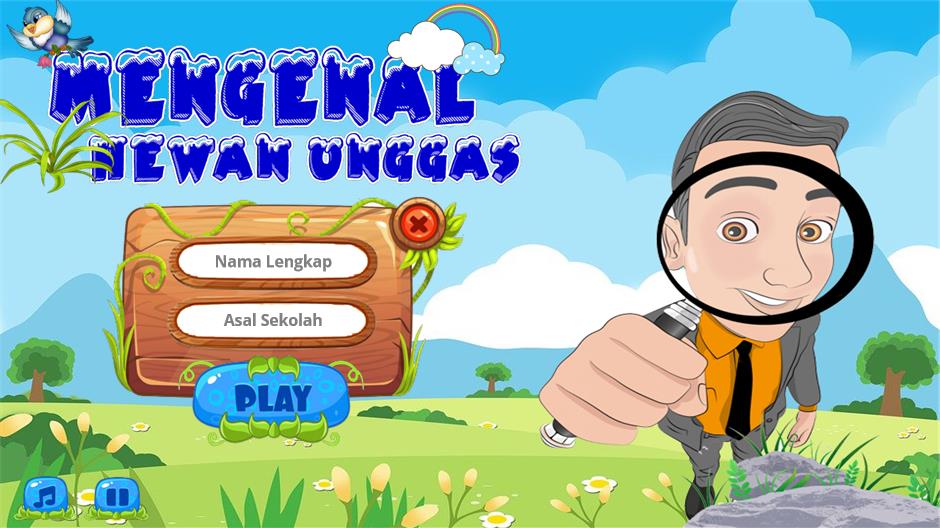 MENGENAL
HEWAN UNGGAS
Nama Lengkap
Asal Sekolah
PLAY